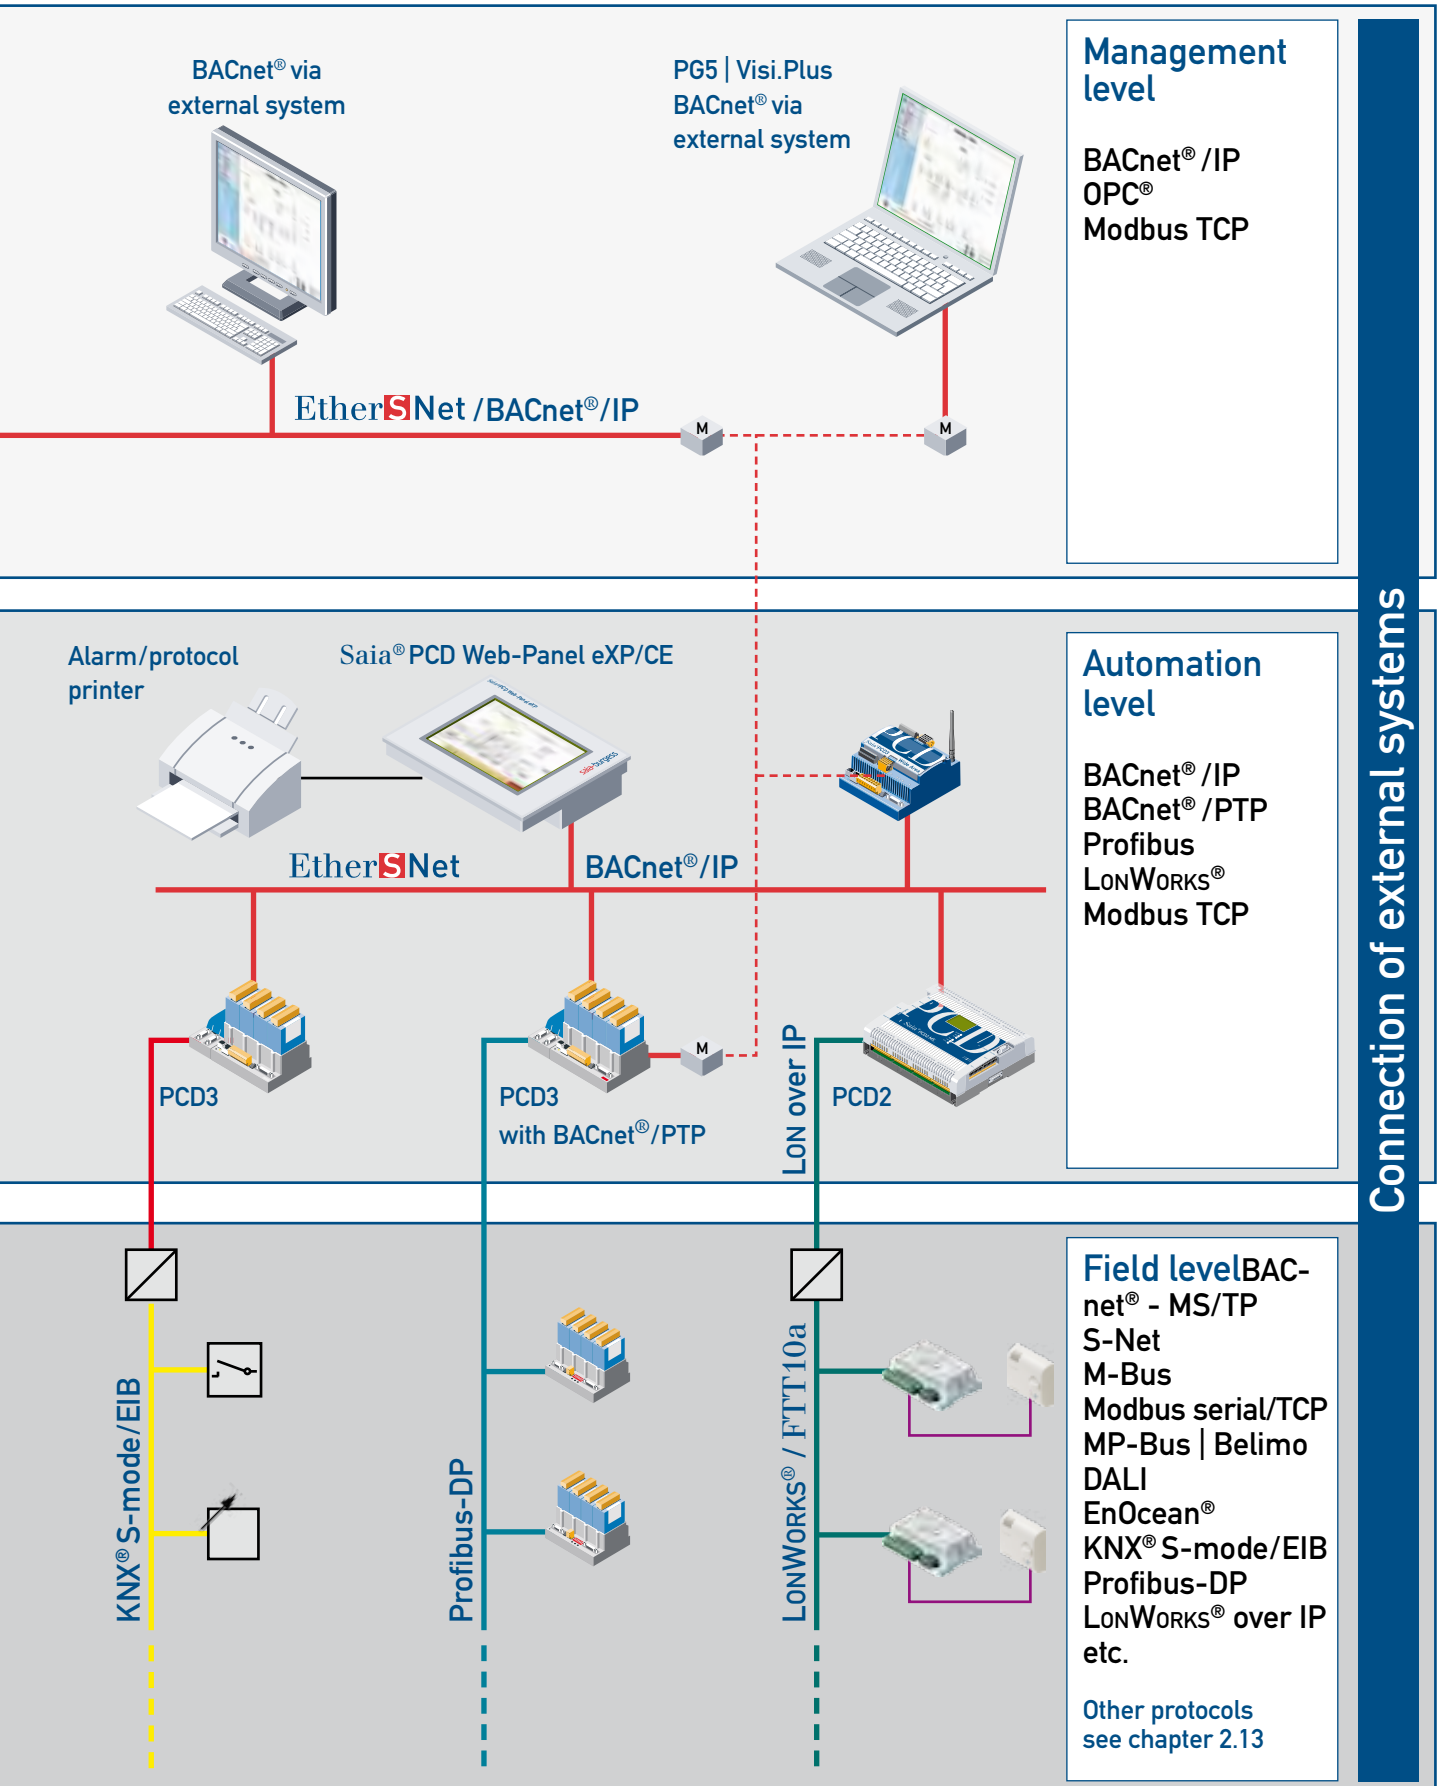 BACnet® via
external system
PG5 | Visi.Plus
BACnet® via
external system
Management
level
BACnet® /IP
OPC®
Modbus TCP
EtherSNet /BACnet®/IP
M
M
Connection of external systems
Alarm/protocol
printer
Saia® PCD Web-Panel eXP/CE
saia-burgess
PCD
Automation
level
BACnet® /IP
BACnet® /PTP
Profibus
LONWORKS®
Modbus TCP
EtherSNet
BACnet®/IP
PCD3
PCD3
with BACnet®/PTP
M
LON over IP
PCD2
PCD
Field levelBAC-
net® - MS/TP
S-Net
M-Bus
Modbus serial/TCP
MP-Bus | Belimo
DALI
EnOcean®
KNX® S-mode/EIB
Profibus-DP
LONWORKS® over IP
etc.
Other protocols
see chapter 2.13
KNX® S-mode/EIB
Profibus-DP
LONWORKS® / FTT10a